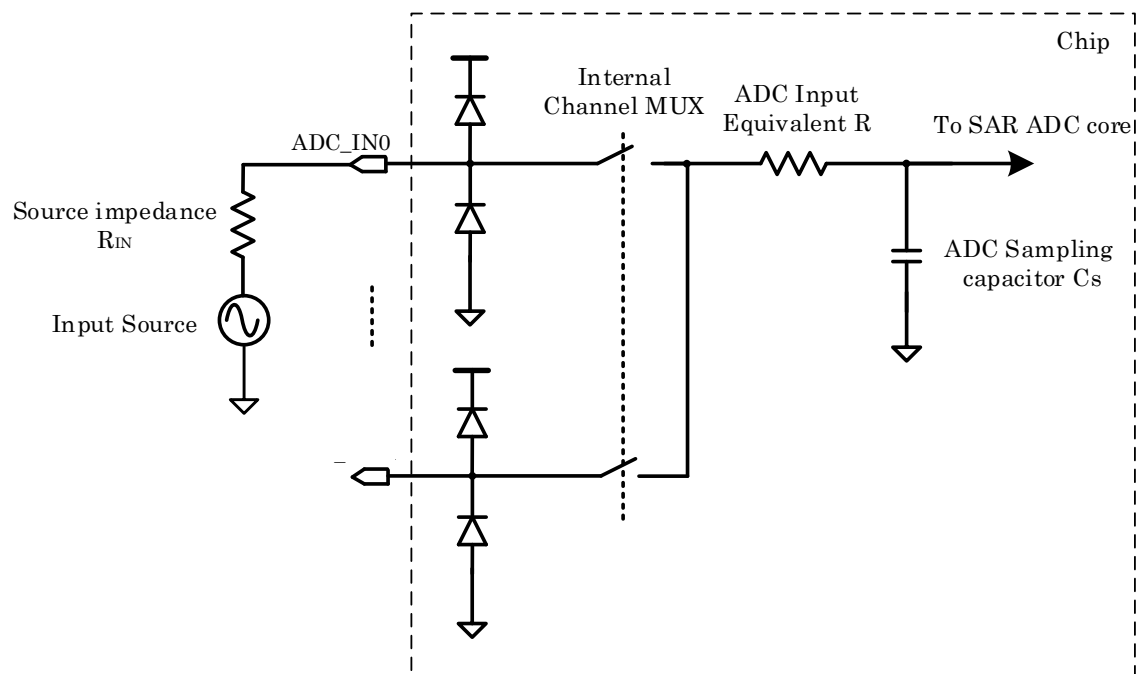 Chip
Internal
Channel MUX
ADC Input
Equivalent R
To SAR ADC core
ADC_IN0
Source impedance
RIN
ADC Sampling
capacitor Cs
Input Source